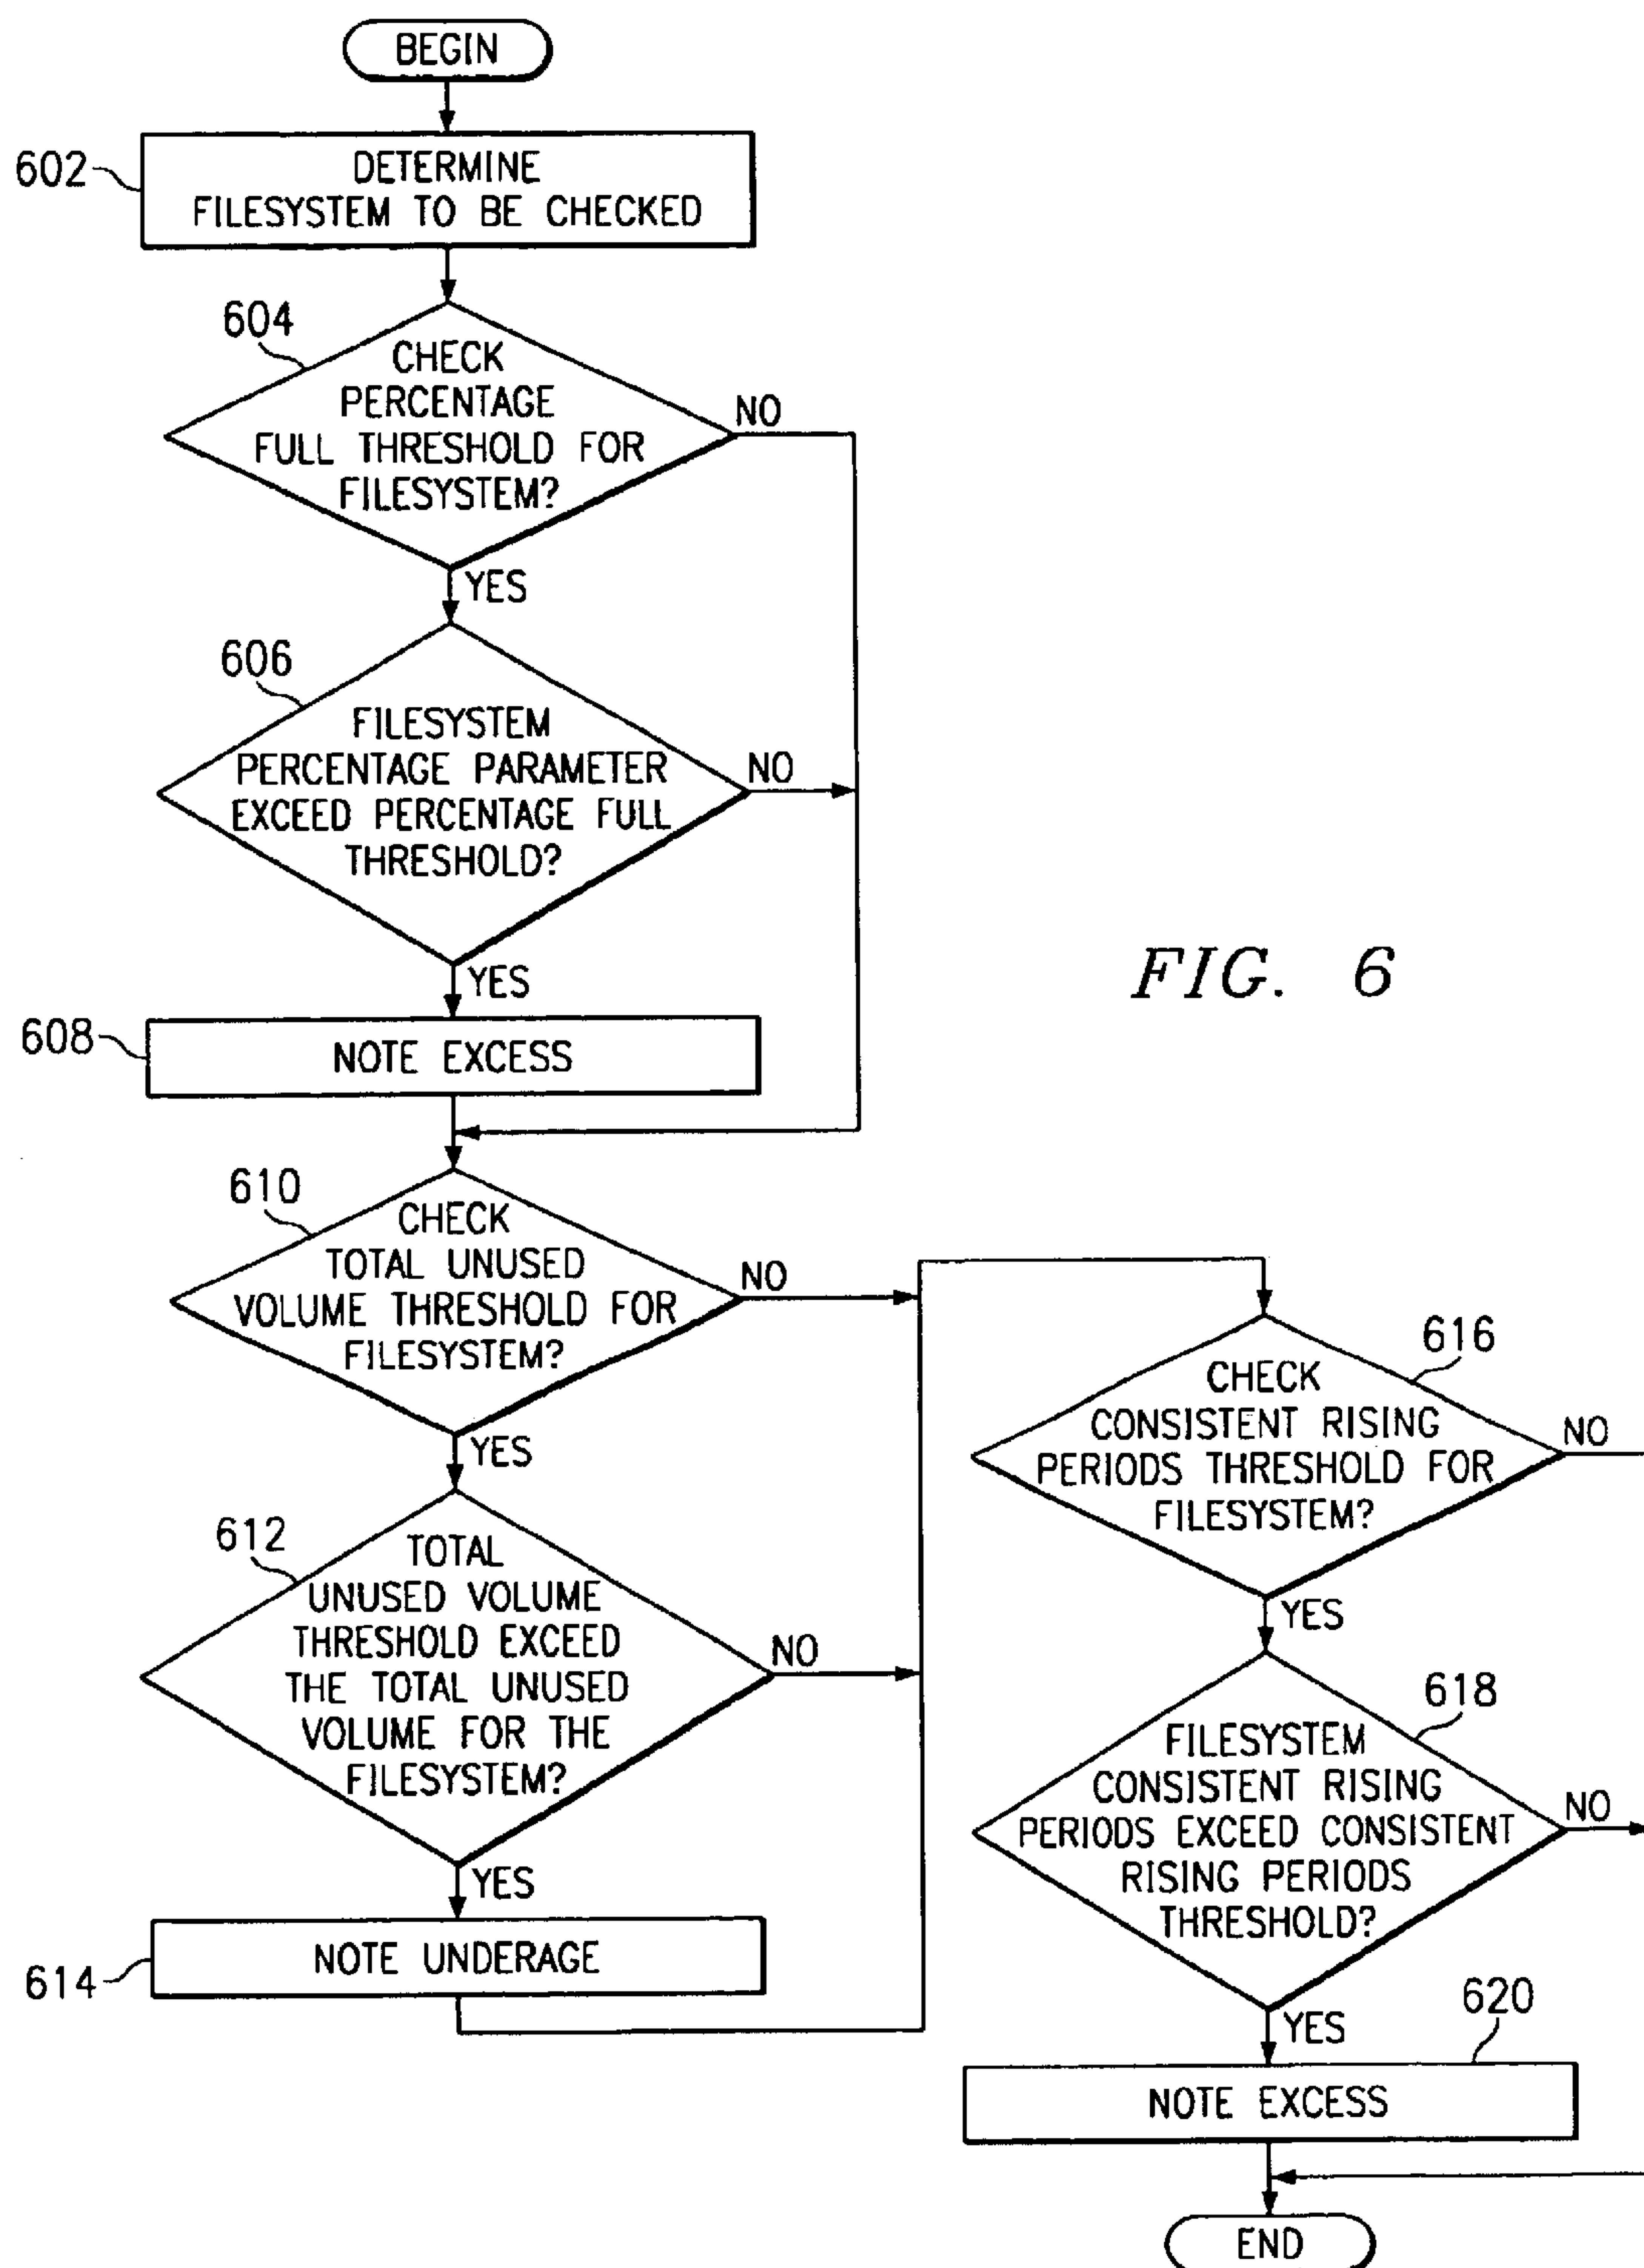 BEGIN
602
DETERMINE
FILESYSTEM TO BE CHECKED
604
CHECK
PERCENTAGE
FULL THRESHOLD FOR
FILESYSTEM?
NO
YES
606
FILESYSTEM
PERCENTAGE PARAMETER
EXCEED PERCENTAGE FULL
THRESHOLD?
NO
YES
608
NOTE EXCESS
610
CHECK
TOTAL UNUSED
VOLUME THRESHOLD FOR
FILESYSTEM?
NO
YES
612
TOTAL
UNUSED VOLUME
THRESHOLD EXCEED
THE TOTAL UNUSED
VOLUME FOR THE
FILESYSTEM?
NO
YES
614
NOTE UNDERAGE
FIG. 6
616
CHECK
CONSISTENT RISING
PERIODS THRESHOLD FOR
FILESYSTEM?
NO
YES
618
FILESYSTEM
CONSISTENT RISING
PERIODS EXCEED CONSISTENT
RISING PERIODS
THRESHOLD?
NO
YES
620
NOTE EXCESS
END